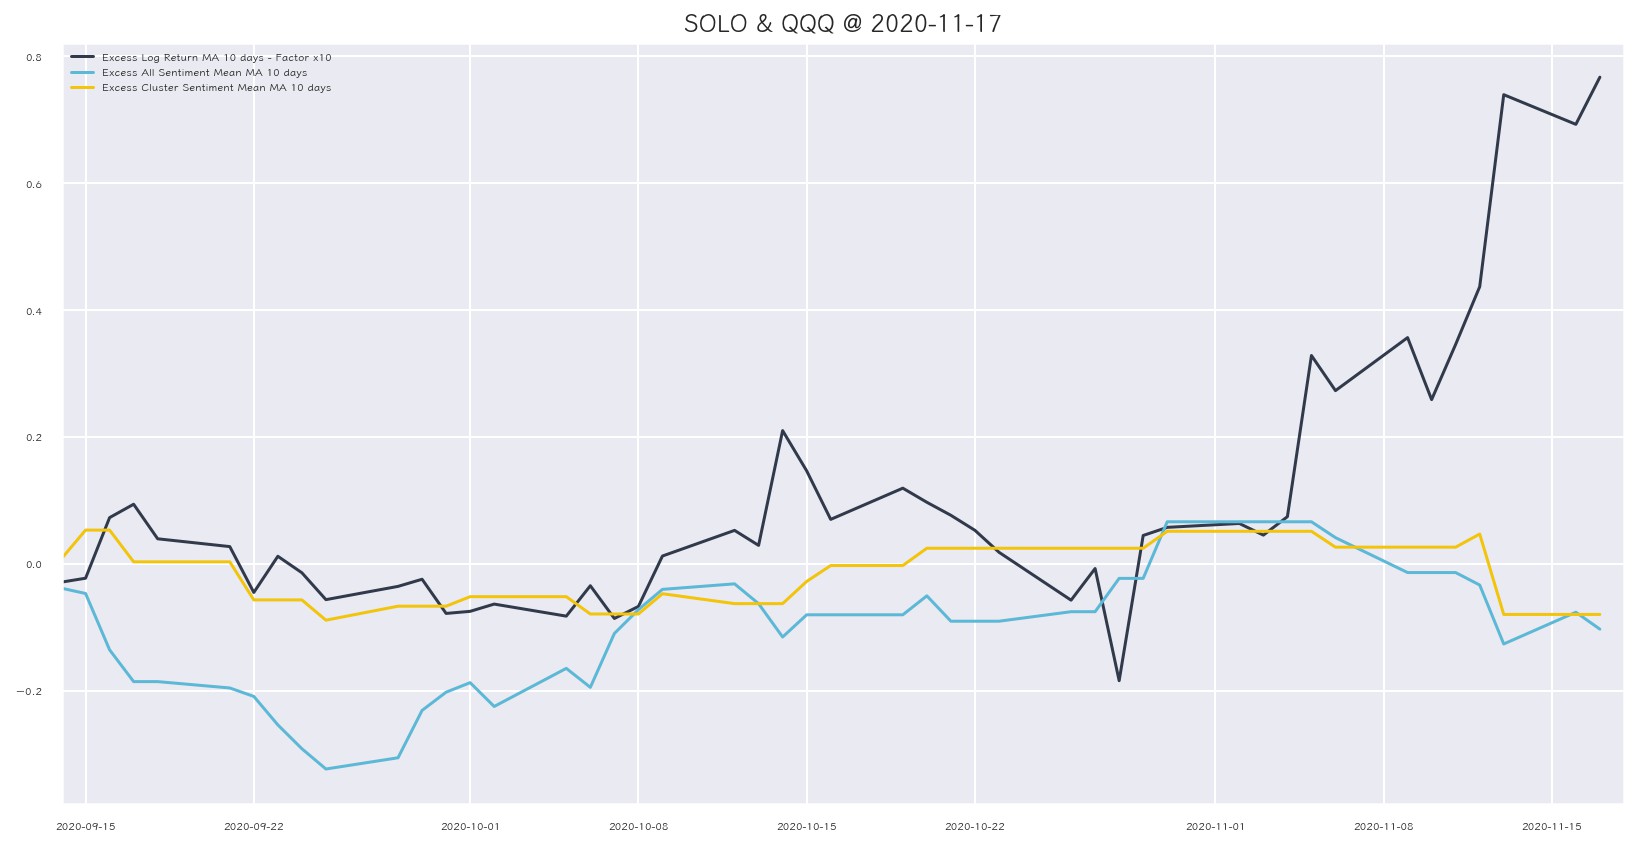 SOLO & QQQ @ 2020-11-17
Excess Log Return MA 10 days - Factor x10
Excess All Sentiment Mean MA 10 days
Excess Cluster Sentiment Mean MA 10 days
0.8
0.6
0.4
0.2
0.0
−0.2
2020-09-15 2020-09-22 2020-10-01 2020-10-08 2020-10-15 2020-10-22 2020-11-01 2020-11-08 2020-11-15